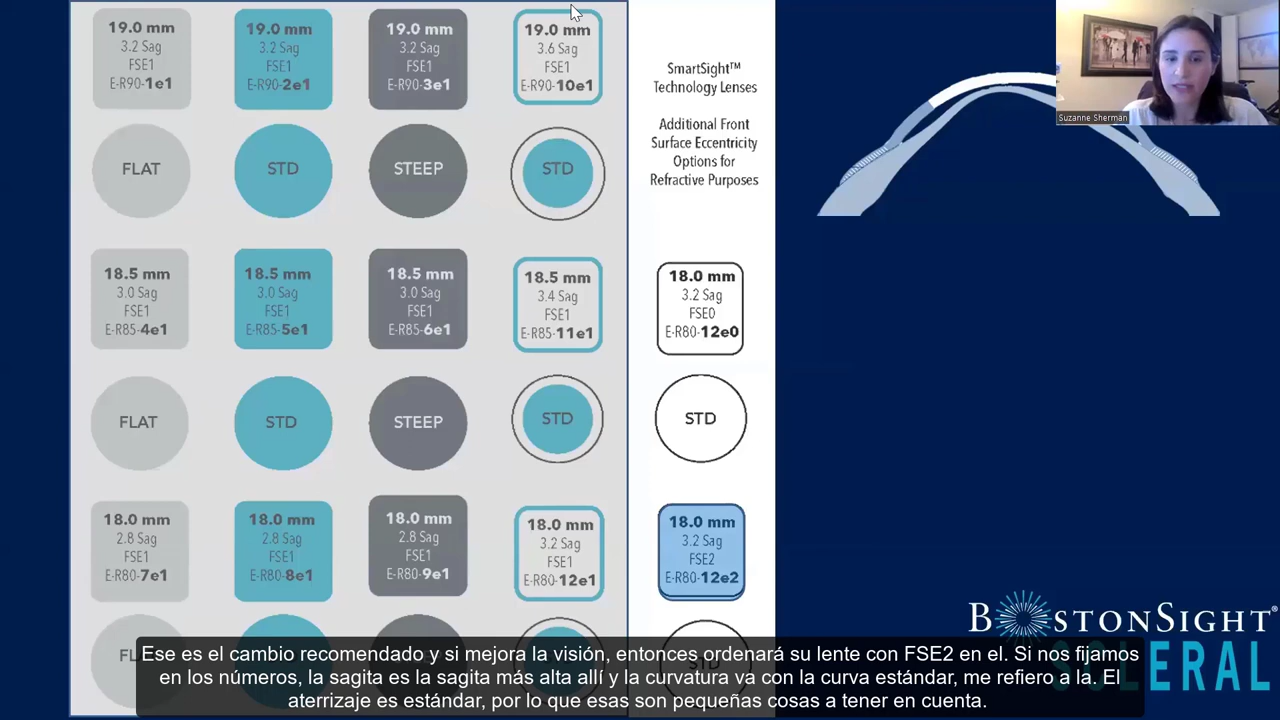 19.0 mm
3.2 Sag
FSE1
E-R90-1e1
19.0 mm
3.2 Sag
FSE1
E-R90-2e1
19.0 mm
3.2 Sag
FSE1
E-R90-3e1
19.0 mm
3.6 Sag
FSE1
E-R90-10e1
FLAT
STD
STEEP
STD
18.5 mm
3.0 Sag
FSE1
E-R85-4e1
18.5 mm
3.0 Sag
FSE1
E-R85-5e1
18.5 mm
3.0 Sag
FSE1
E-R85-6e1
18.5 mm
3.4 Sag
FSE1
E-R85-11e1
FLAT
STD
STEEP
STD
18.0 mm
2.8 Sag
FSE1
E-R80-7e1
18.0 mm
2.8 Sag
FSE1
E-R80-8e1
18.0 mm
2.8 Sag
FSE1
E-R80-9e1
18.0 mm
3.2 Sag
FSE1
E-R80-12e1
SmartSight™
Technology Lenses
Additional Front
Surface Eccentricity
Options for
Refractive Purposes
18.0 mm
3.2 Sag
FSE0
E-R80-12e0
STD
18.0 mm
3.2 Sag
FSE2
E-R80-12e2
Suzanne Sherman
BOSTONSIGHT®
Ese es el cambio recomendado y si mejora la visión, entonces ordenará su lente con FSE2 en el. Si nos fijamos
en los números, la sagita es la sagita más alta allí y la curvatura va con la curva estándar, me refiero a la. El
aterrizaje es estándar, por lo que esas son pequeñas cosas a tener en cuenta.